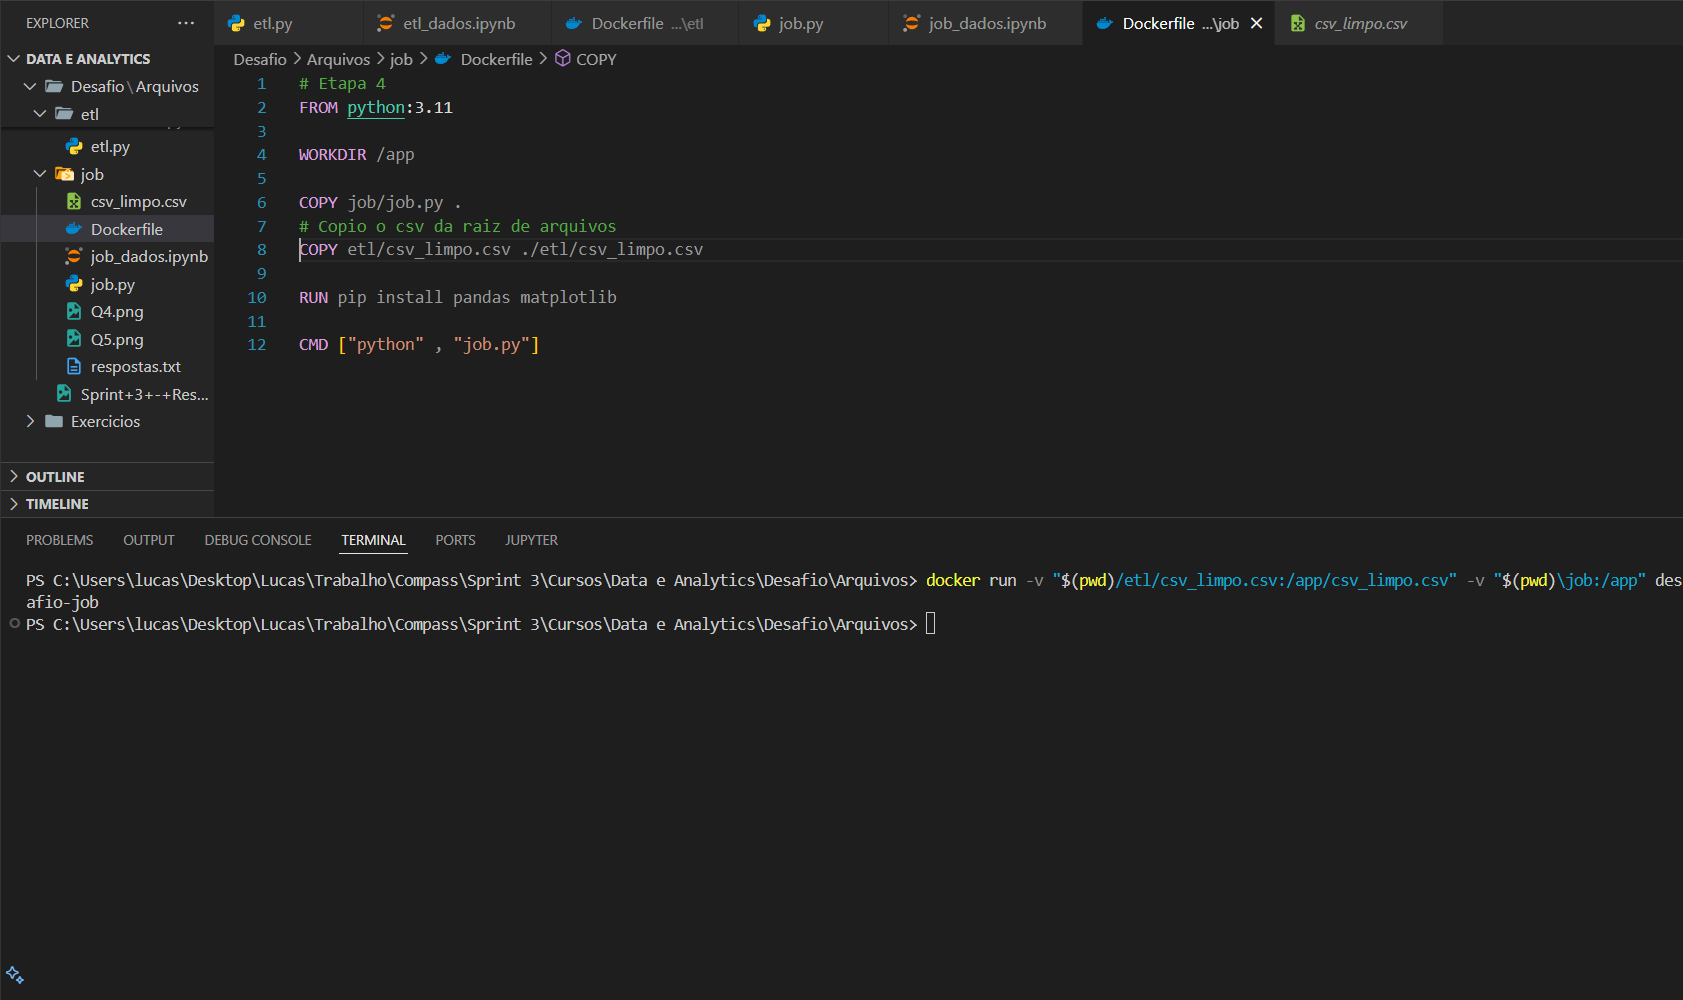 EXPLORER
DATA E ANALYTICS
Desafio\Arquivos
etl
etl.py
job
csv_limpo.csv
Dockerfile
job_dados.ipynb
job.py
Q4.png
Q5.png
respostas.txt
Sprint+3+-+Res...
Exercicios
OUTLINE
TIMELINE
etl.py etl_dados.ipynb Dockerfile ...\etl job.py job_dados.ipynb Dockerfile ...\job csv_limpo.csv
Desafio > Arquivos > job > Dockerfile > COPY
1 # Etapa 4
2 FROM python:3.11
3
4 WORKDIR /app
5
6 COPY job/job.py .
7 # Copio o csv da raiz de arquivos
8 COPY etl/csv_limpo.csv ./etl/csv_limpo.csv
9
10 RUN pip install pandas matplotlib
11
12 CMD ["python" , "job.py"]
PROBLEMS OUTPUT DEBUG CONSOLE TERMINAL PORTS JUPYTER
PS C:\Users\lucas\Desktop\Lucas\Trabalho\Compass\Sprint 3\Cursos\Data e Analytics\Desafio\Arquivos> docker run -v "$(pwd)/etl/csv_limpo.csv:/app/csv_limpo.csv" -v "$(pwd)\job:/app" des
afio-job
PS C:\Users\lucas\Desktop\Lucas\Trabalho\Compass\Sprint 3\Cursos\Data e Analytics\Desafio\Arquivos>